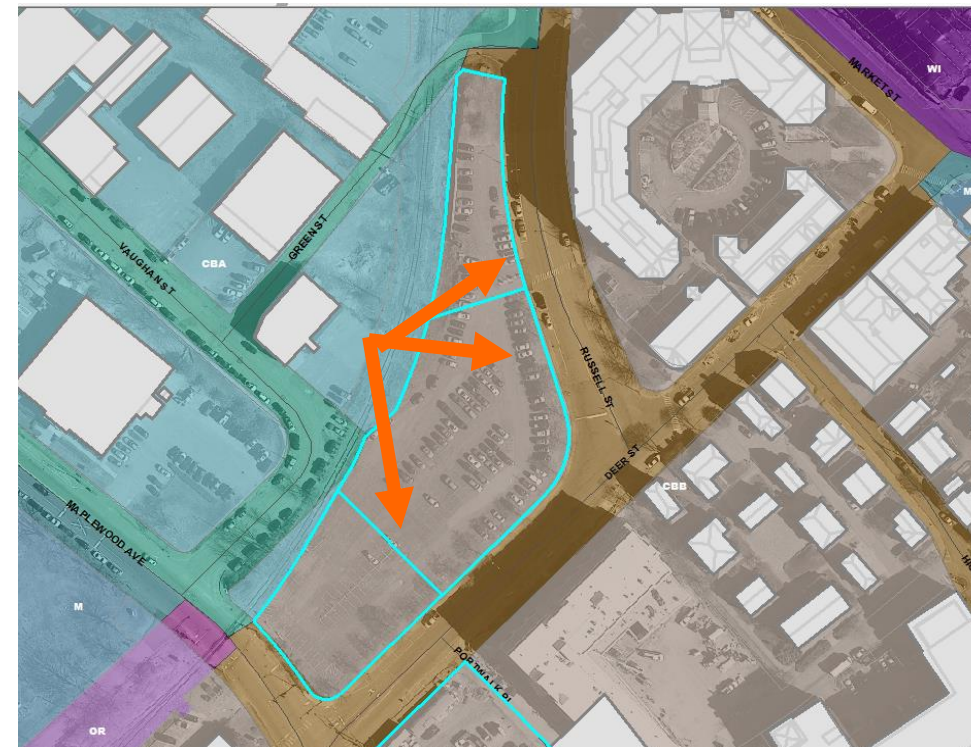 MARKET ST
WI
M
GREEN ST
VAUGHAN ST
CBA
RUSSELL ST
DEER ST
CBB
MAPLEWOOD AVE
M
PORTWALK PL
OR